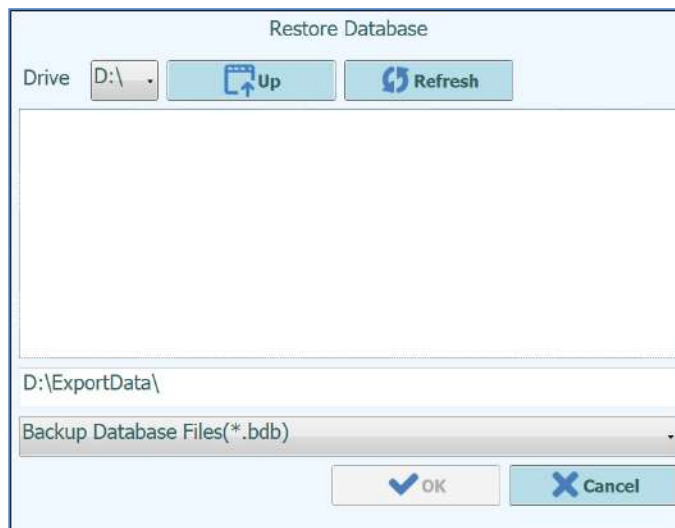 Restore Database
Drive D:\ Up Refresh
D:\ExportData\
Backup Database Files(*.bdb)
OK Cancel